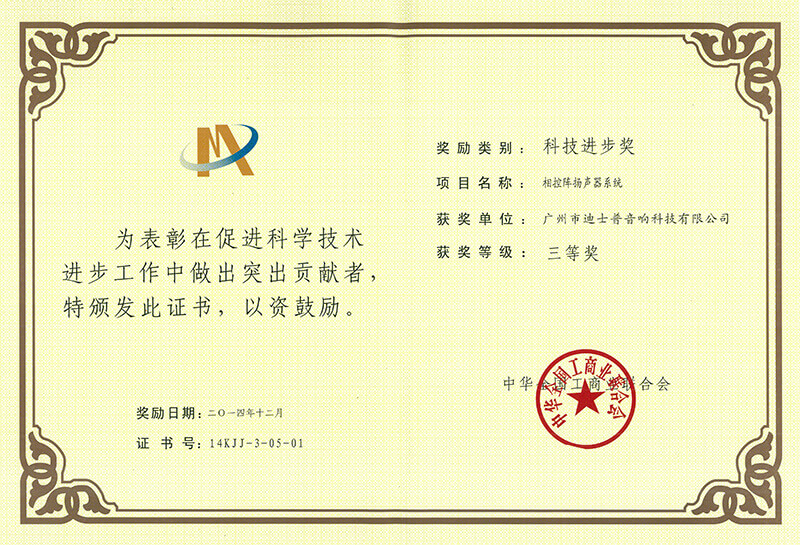 为表彰在促进科学技术
进步工作中做出突出贡献者，
特颁发此证书，以资鼓励。
奖励日期：二〇一四年十二月
证 书 号：14KJJ-3-05-01
奖励类别： 科技进步奖
项目名称： 相控阵扬声器系统
获奖单位： 广州市迪士普音响科技有限公司
获奖等级： 三等奖
中华全国工商业联合会
中华全国工商业联合会